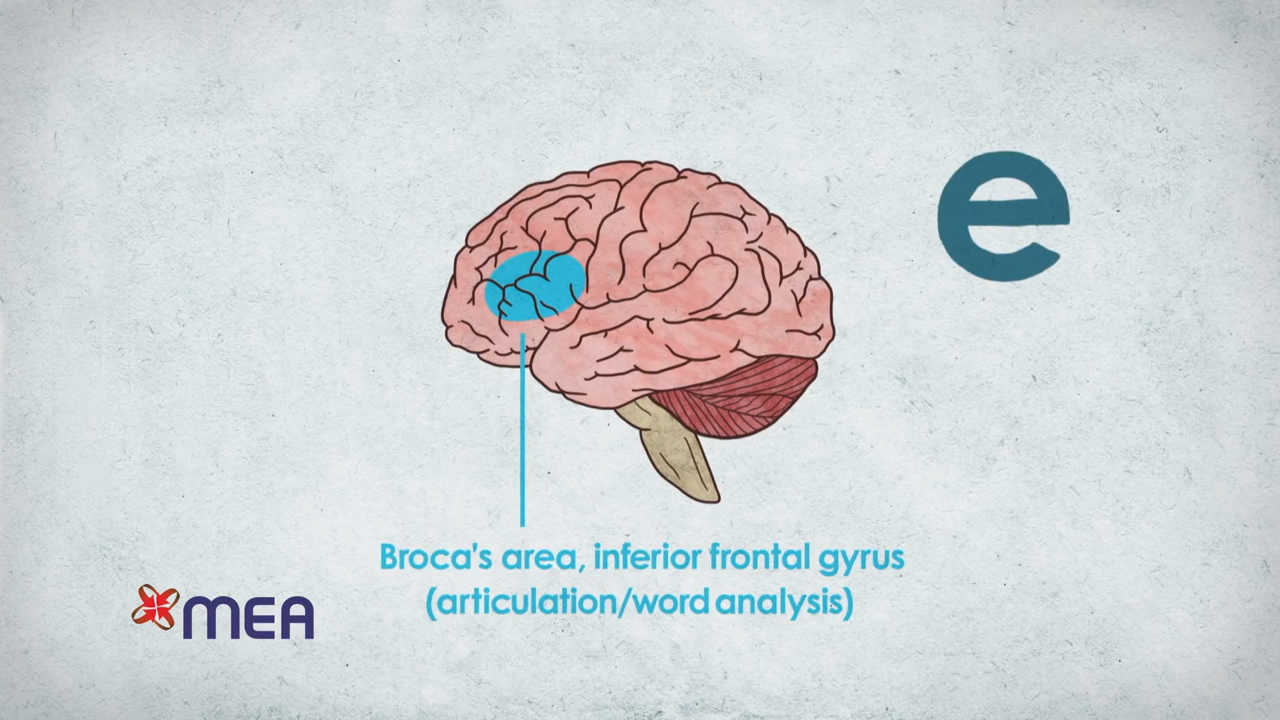 e
Broca's area, inferior frontal gyrus
(articulation/word analysis)
MEA